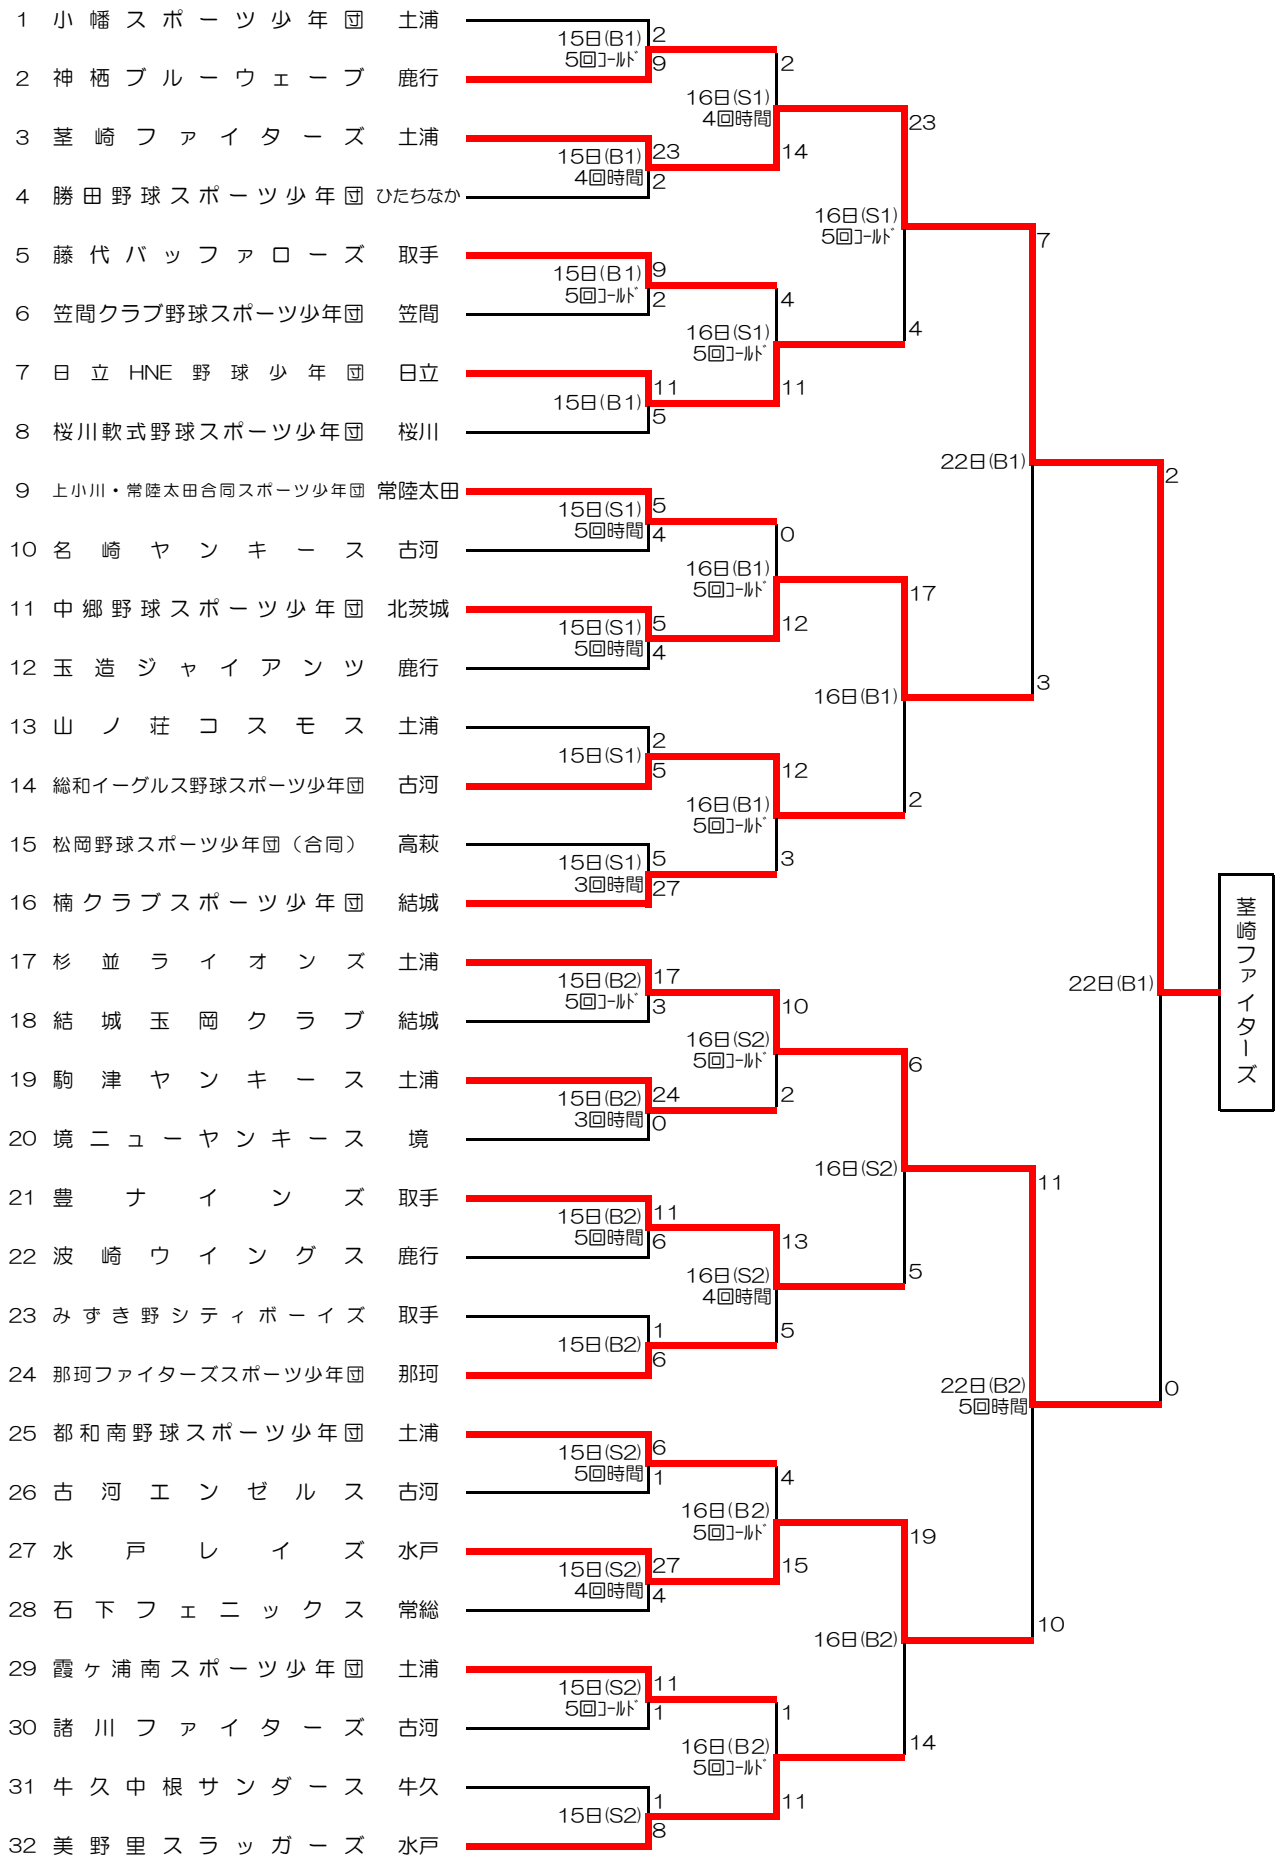 1 小幡スポーツ少年団 土浦
2 神栖ブルーウェーブ 鹿行
3 茎崎ファイターズ 土浦
4 勝田野球スポーツ少年団 ひたちなか
5 藤代バッファローズ 取手
6 笠間クラブ野球スポーツ少年団 笠間
7 日立HNE野球少年団 日立
8 桜川軟式野球スポーツ少年団 桜川
9 上小川・常陸太田合同スポーツ少年団 常陸太田
10 名崎ヤンキース 古河
11 中郷野球スポーツ少年団 北茨城
12 玉造ジャイアンツ 鹿行
13 山ノ荘コスモス 土浦
14 総和イーグルス野球スポーツ少年団 古河
15 松岡野球スポーツ少年団（合同） 高萩
16 楠クラブスポーツ少年団 結城
17 杉並ライオンズ 土浦
18 結城玉岡クラブ 結城
19 駒津ヤンキース 土浦
20 境ニューヤンキース 境
21 豊ナインズ 取手
22 波崎ウイングス 鹿行
23 みずき野シティボーイズ 取手
24 那珂ファイターズスポーツ少年団 那珂
25 都和南野球スポーツ少年団 土浦
26 古河エンゼルス 古河
27 水戸レイズ 水戸
28 石下フェニックス 常総
29 霞ヶ浦南スポーツ少年団 土浦
30 諸川ファイターズ 古河
31 牛久中根サンダース 牛久
32 美野里スラッガーズ 水戸
15日(B1) 2
5回ｺｰﾙﾄﾞ 9
15日(B1) 23
4回時間 2
15日(B1) 9
5回ｺｰﾙﾄﾞ 2
11
15日(B1) 5
15日(S1) 5
5回時間 4
15日(S1) 5
5回時間 4
2
15日(S1) 5
15日(S1) 5
3回時間 27
15日(B2) 17
5回ｺｰﾙﾄﾞ 3
15日(B2) 24
3回時間 0
15日(B2) 11
5回時間 6
1
15日(B2) 6
15日(S2) 6
5回時間 1
15日(S2) 27
4回時間 4
15日(S2) 11
5回ｺｰﾙﾄﾞ 1
1
15日(S2) 8
2
16日(S1)
4回時間
14
4
16日(S1)
5回ｺｰﾙﾄﾞ
11
0
16日(B1)
5回ｺｰﾙﾄﾞ
12
12
16日(B1)
5回ｺｰﾙﾄﾞ
3
10
16日(S2)
5回ｺｰﾙﾄﾞ
2
13
16日(S2)
4回時間
5
4
16日(B2)
5回ｺｰﾙﾄﾞ
15
1
16日(B2)
5回ｺｰﾙﾄﾞ
11
23
16日(S1)
5回ｺｰﾙﾄﾞ
4
17
16日(B1)
2
6
16日(S2)
5
19
16日(B2)
14
7
22日(B1)
3
11
22日(B2)
5回時間
10
2
22日(B1)
0
茎崎ファイターズ